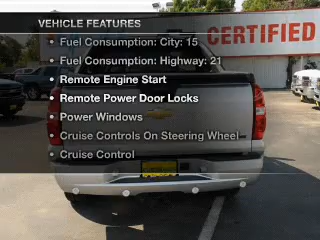 VEHICLE FEATURES
CERTIFIED
• Fuel Consumption: City: 15
• Fuel Consumption: Highway: 21
• Remote Engine Start
• Remote Power Door Locks
• Power Windows
• Cruise Controls On Steering Wheel
• Cruise Control